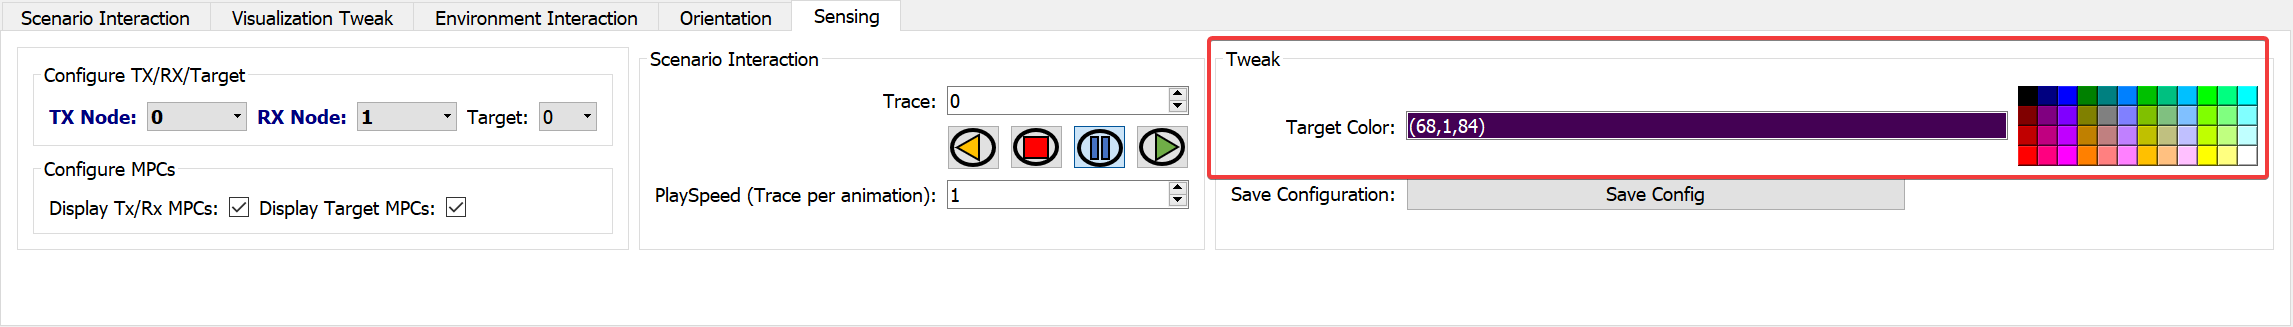 Scenario Interaction Visualization Tweak Environment Interaction Orientation Sensing
Configure TX/RX/Target
TX Node: 0 RX Node: 1 Target: 0
Configure MPCs
Display Tx/Rx MPCs: Display Target MPCs:
Scenario Interaction
Trace: 0
PlaySpeed (Trace per animation): 1
Tweak
Target Color: (68,1,84)
Save Configuration: Save Config